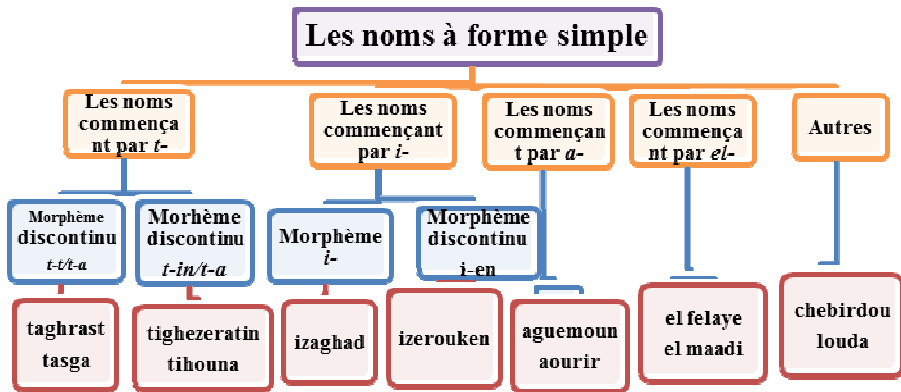 Les noms à forme simple
Les noms
commença
nt par t-
Les noms
commençant
par i-
Les noms
commençan
t par a-
Les noms
commença
nt par el-
Autres
Morphème
discontinu
t-t/t-a
Morhème
discontinu
t-in/t-a
Morphème
i-
Morphème
discontinu
i-en
taghrast
tasga
tighezeratin
tihouna
izaghad
izerouken
aguemoun
aourir
el felaye
el maadi
chebirdou
louda